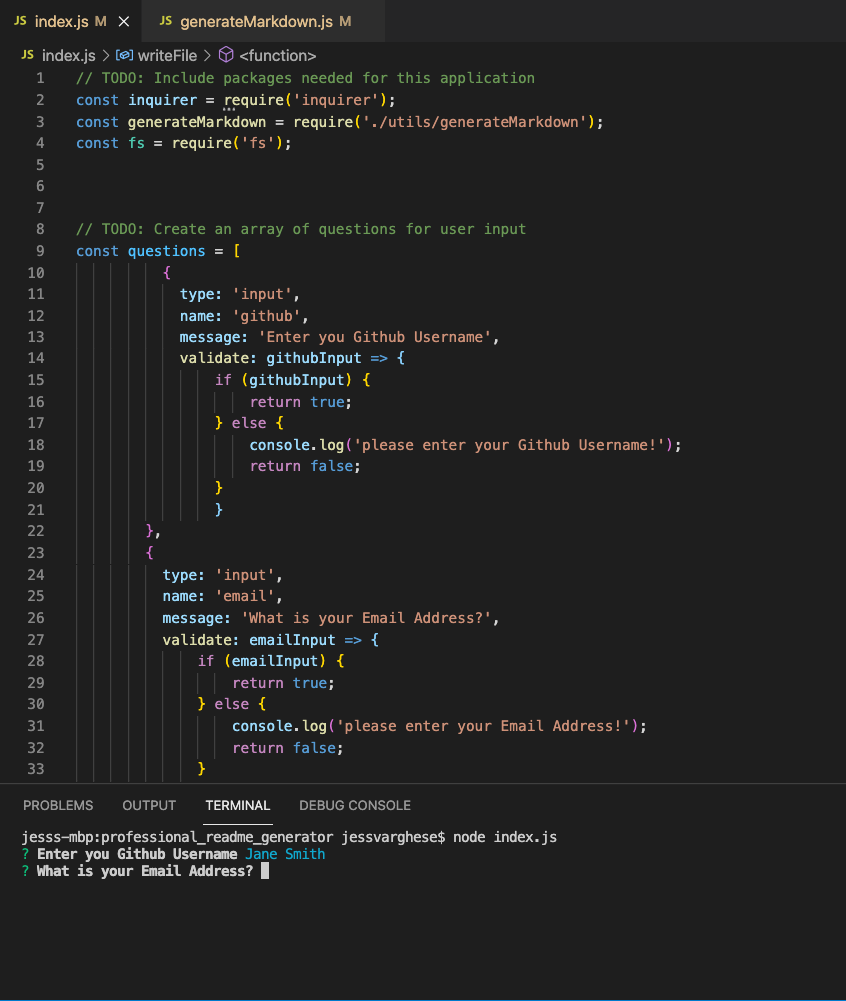 JS index.js M × JS generateMarkdown.js M
JS index.js > writeFile > <function>
1 // TODO: Include packages needed for this application
2 const inquirer = require('inquirer');
3 const generateMarkdown = require('./utils/generateMarkdown');
4 const fs = require('fs');
5
6
7
8 // TODO: Create an array of questions for user input
9 const questions = [
10 {
11 type: 'input',
12 name: 'github',
13 message: 'Enter you Github Username',
14 validate: githubInput => {
15 if (githubInput) {
16 return true;
17 } else {
18 console.log('please enter your Github Username!');
19 return false;
20 }
21 }
22 },
23 {
24 type: 'input',
25 name: 'email',
26 message: 'What is your Email Address?',
27 validate: emailInput => {
28 if (emailInput) {
29 return true;
30 } else {
31 console.log('please enter your Email Address!');
32 return false;
33 }
PROBLEMS OUTPUT TERMINAL DEBUG CONSOLE
jesss-mbp:professional_readme_generator jessvarghese$ node index.js
? Enter you Github Username Jane Smith
? What is your Email Address?